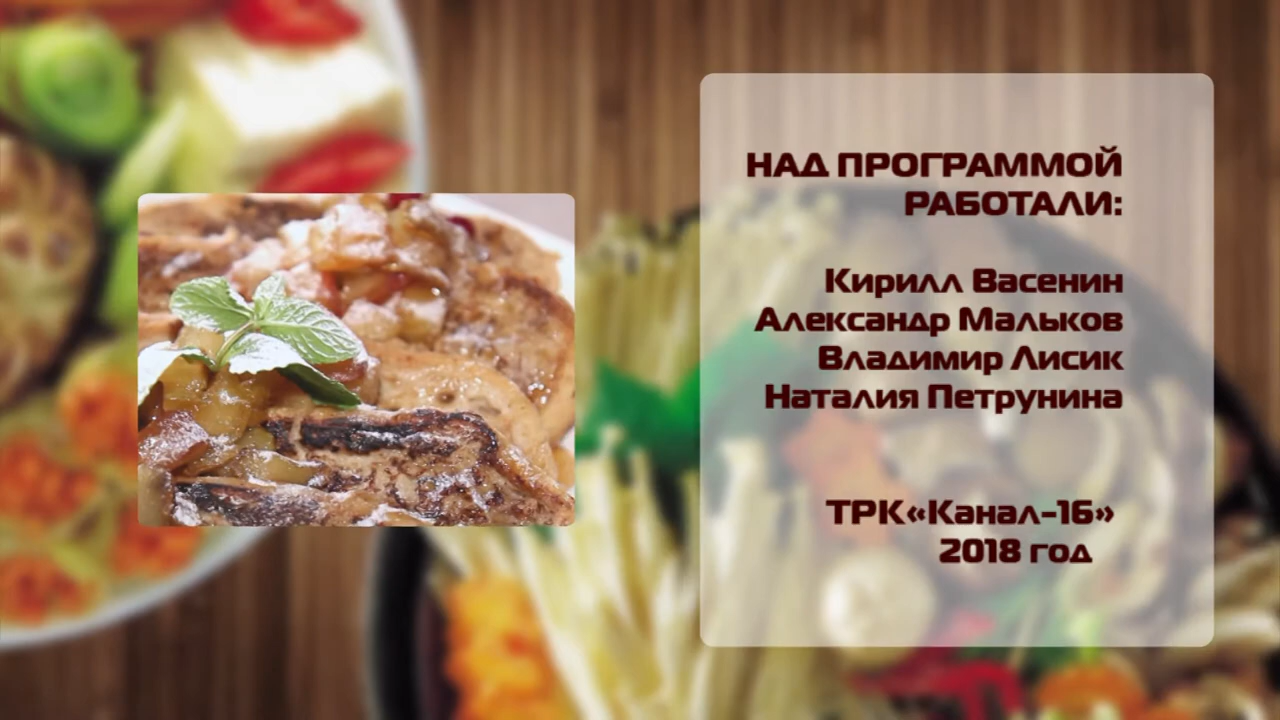 НАД ПРОГРАММОЙ
РАБОТАЛИ:
Кирилл Васенин
Александр Мальков
Владимир Лисик
Наталия Петрунина
ТРК«Канал-16»
2018 год